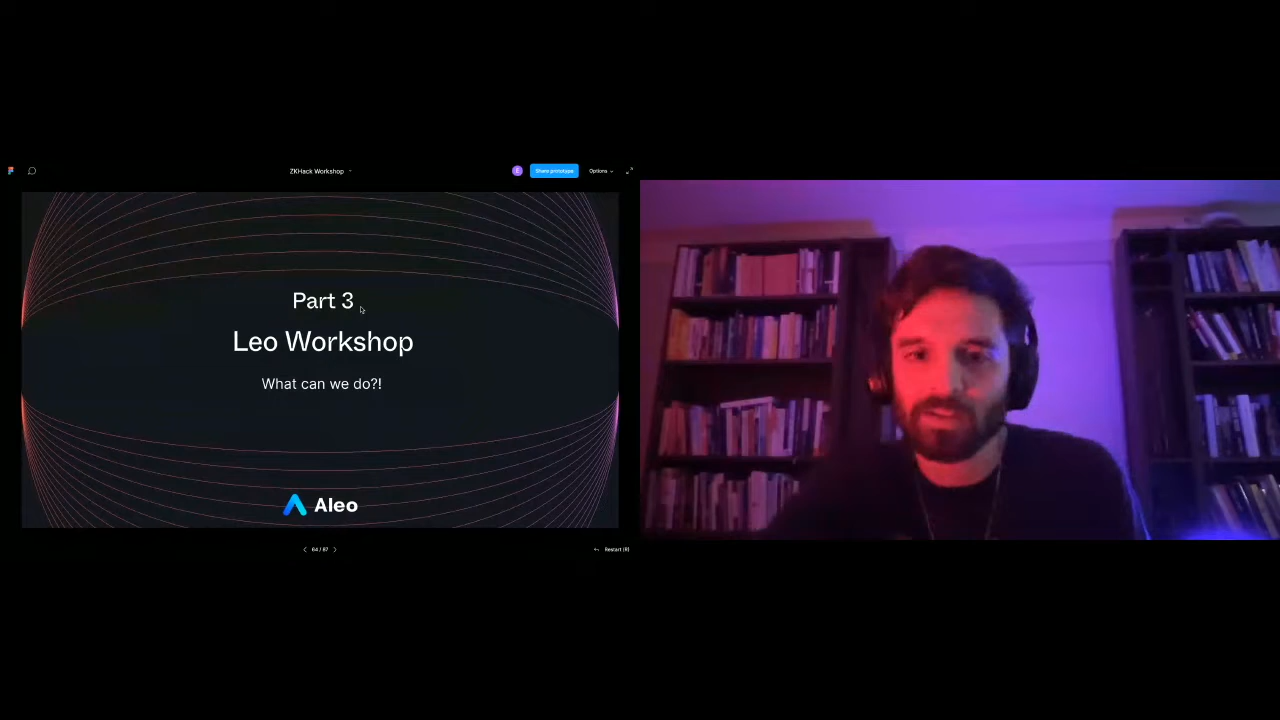 ZKHack Workshop
E
Share prototype
Options
Part 3
Leo Workshop
What can we do?!
Aleo
64 / 87
Restart [R]